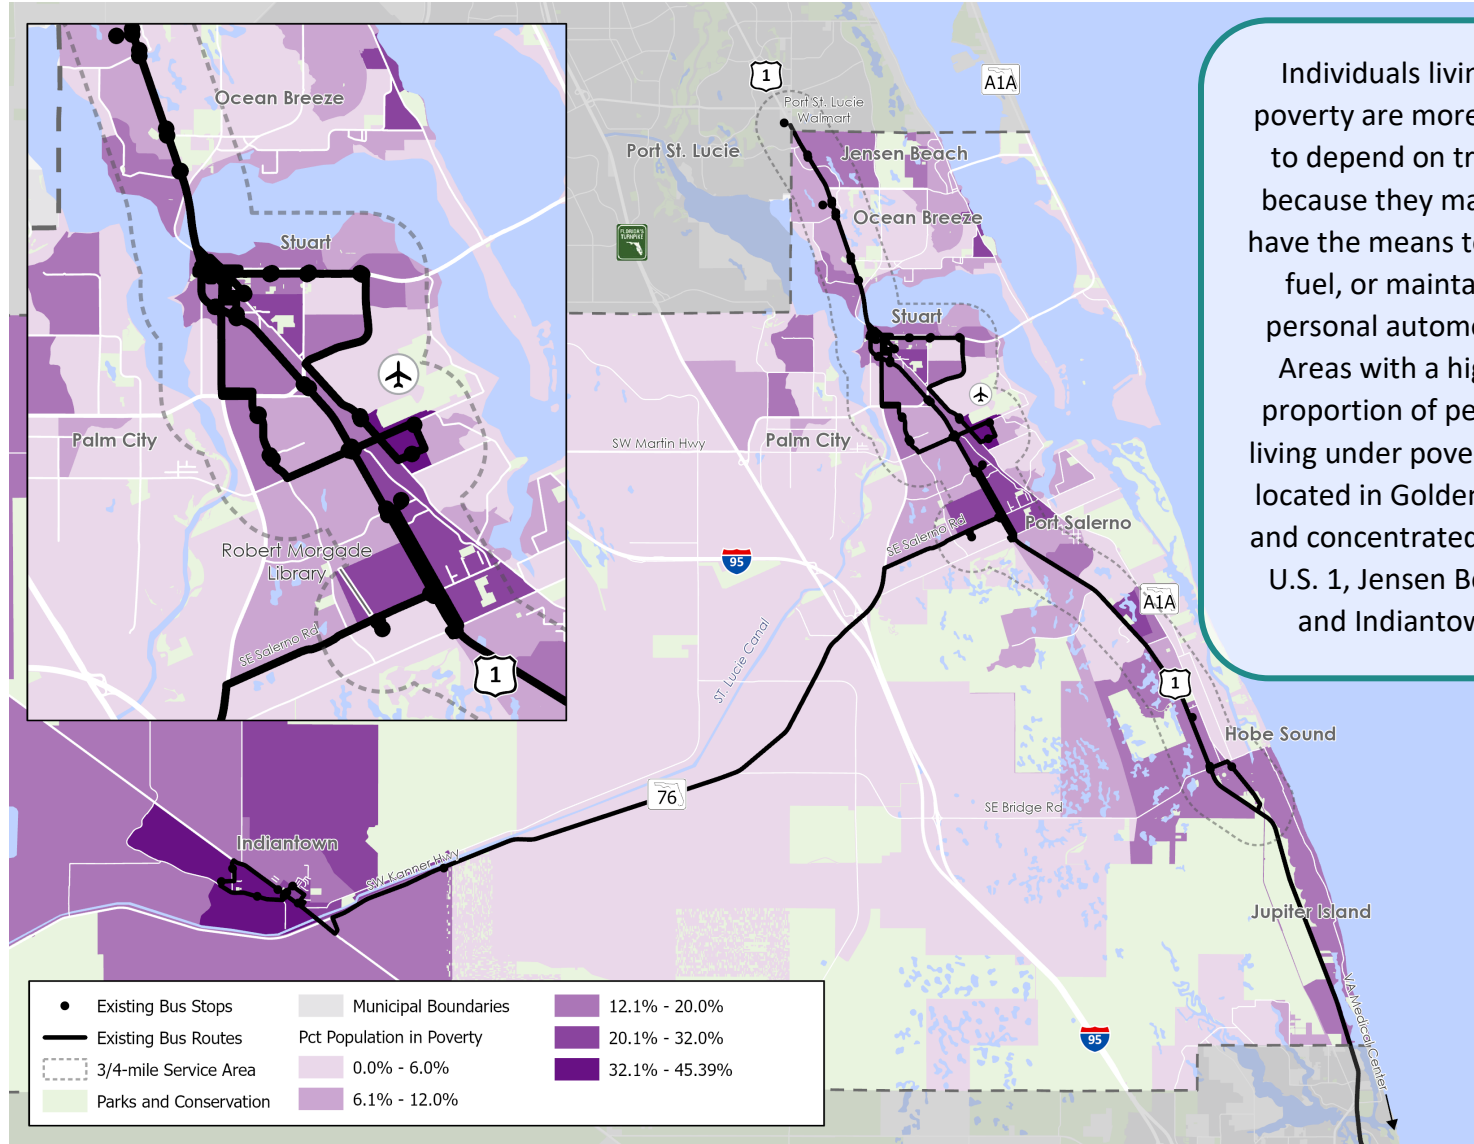 Ocean Breeze
Stuart
Palm City
Robert Morgade
Library
SE Salerno Rd
1
1
Port St. Lucie
Walmart
A1A
Port St. Lucie
Jensen Beach
Ocean Breeze
FLORIDA'S
TURNPIKE
Stuart
SW Martin Hwy
Palm City
Port Salerno
SE Salerno Rd
95
A1A
ST. Lucie Canal
1
Hobe Sound
76
SE Bridge Rd
Indiantown
SW Kanner Hwy
Jupiter Island
VA Medical Center
95
Individuals livin
poverty are more
to depend on tr
because they ma
have the means to
fuel, or mainta
personal autom
Areas with a hig
proportion of pe
living under pove
located in Golden
and concentrated
U.S. 1, Jensen Be
and Indiantow
Existing Bus Stops
Existing Bus Routes
3/4-mile Service Area
Parks and Conservation
Municipal Boundaries
Pct Population in Poverty
0.0% - 6.0%
6.1% - 12.0%
12.1% - 20.0%
20.1% - 32.0%
32.1% - 45.39%